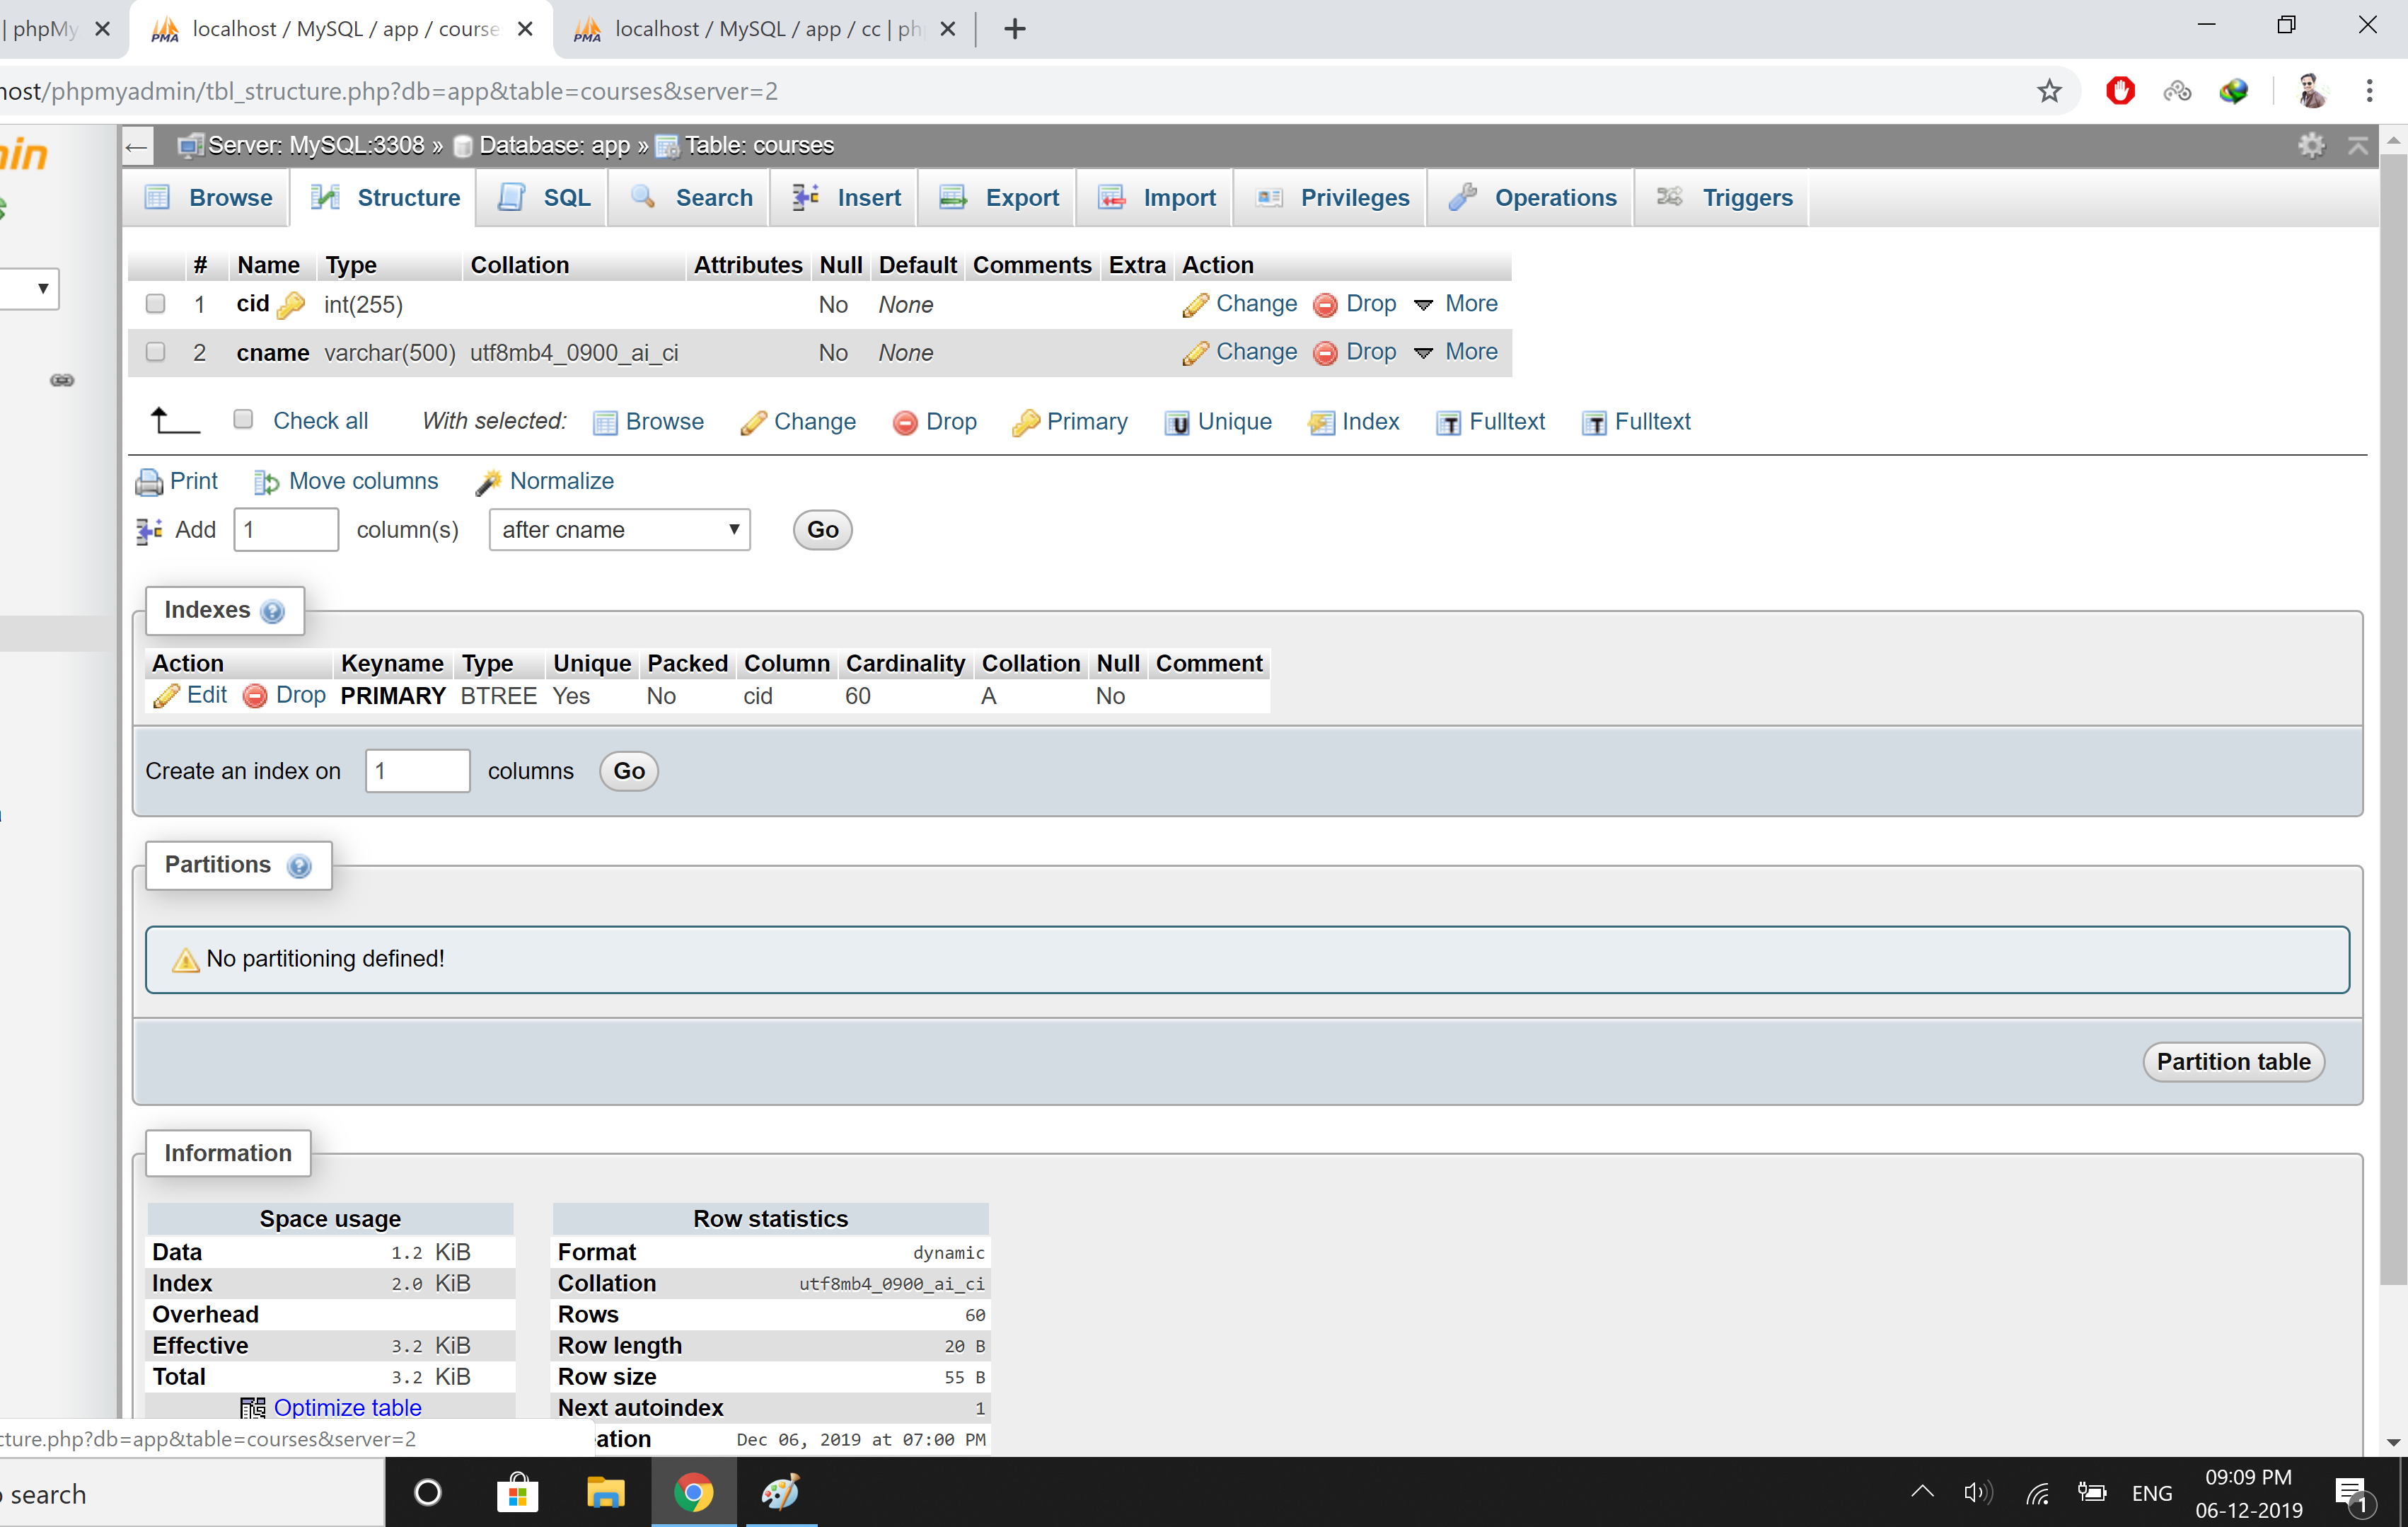 | phpMy
localhost / MySQL / app / course
localhost / MySQL / app / cc | ph
host/phpmyadmin/tbl_structure.php?db=app&table=courses&server=2
Server: MySQL:3308 » Database: app » Table: courses
Browse Structure SQL Search Insert Export Import Privileges Operations Triggers
# Name Type Collation Attributes Null Default Comments Extra Action
1 cid int(255) No None Change Drop More
2 cname varchar(500) utf8mb4_0900_ai_ci No None Change Drop More
Check all With selected: Browse Change Drop Primary Unique Index Fulltext Fulltext
Print Move columns Normalize
Add 1 column(s) after cname Go
Indexes
Action Keyname Type Unique Packed Column Cardinality Collation Null Comment
Edit Drop PRIMARY BTREE Yes No cid 60 A No
Create an index on 1 columns Go
Partitions
No partitioning defined!
Partition table
Information
Space usage
Data 1.2 KiB
Index 2.0 KiB
Overhead
Effective 3.2 KiB
Total 3.2 KiB
Optimize table
Row statistics
Format dynamic
Collation utf8mb4_0900_ai_ci
Rows 60
Row length 20 B
Row size 55 B
Next autoindex 1
eation Dec 06, 2019 at 07:00 PM
cture.php?db=app&table=courses&server=2
search
ENG
09:09 PM
06-12-2019
1